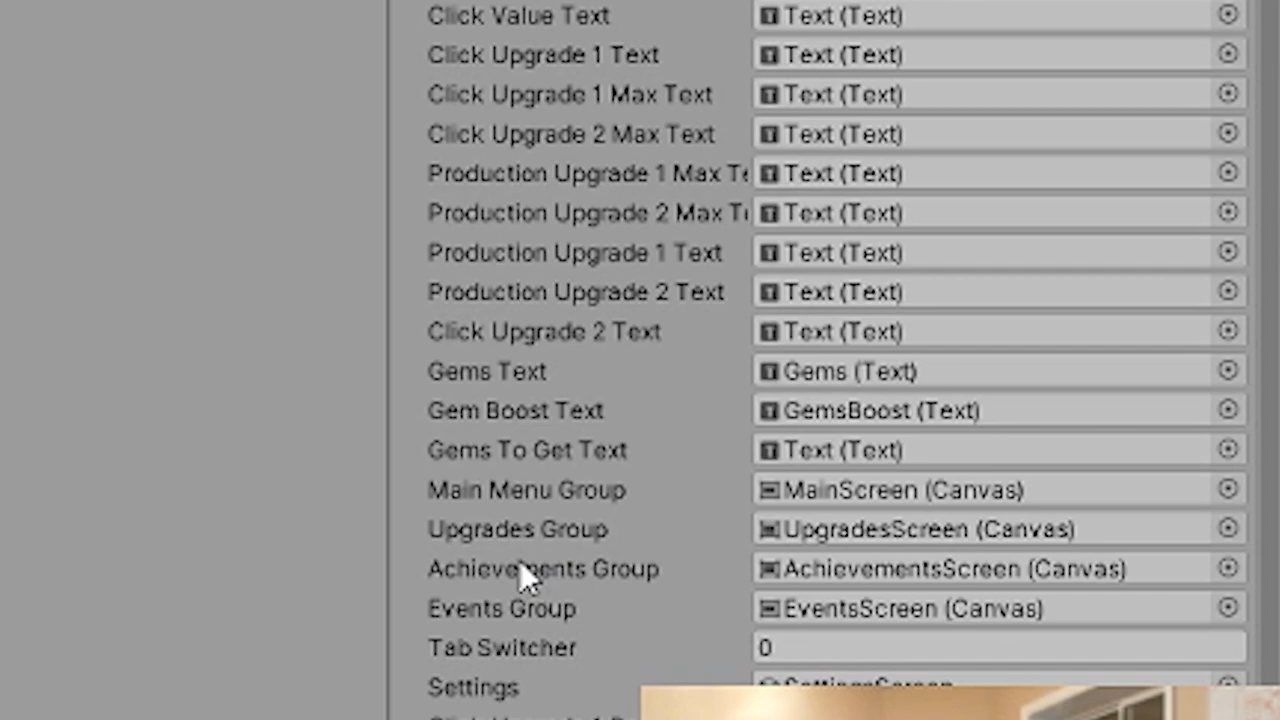 Click Value Text Text (Text)
Click Upgrade 1 Text Text (Text)
Click Upgrade 1 Max Text Text (Text)
Click Upgrade 2 Max Text Text (Text)
Production Upgrade 1 Max Te Text (Text)
Production Upgrade 2 Max T Text (Text)
Production Upgrade 1 Text Text (Text)
Production Upgrade 2 Text Text (Text)
Click Upgrade 2 Text Text (Text)
Gems Text Gems (Text)
Gem Boost Text GemsBoost (Text)
Gems To Get Text Text (Text)
Main Menu Group MainScreen (Canvas)
Upgrades Group UpgradesScreen (Canvas)
Achievements Group AchievementsScreen (Canvas)
Events Group EventsScreen (Canvas)
Tab Switcher 0
Settings SettingsScreen